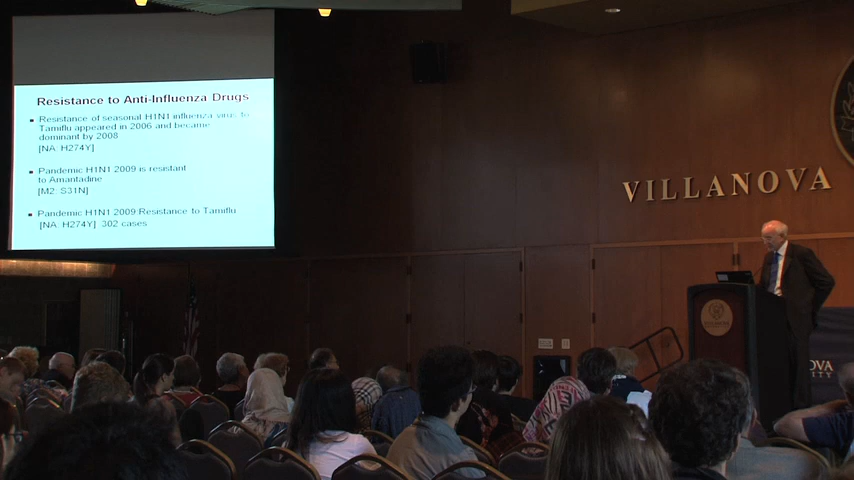 Resistance to Anti-Influenza Drugs
Resistance of seasonal H1N1 influenza virus to
Tamiflu appeared in 2006 and became
dominant by 2008
[NA: H274Y]
Pandemic H1N1 2009 is resistant
to Amantadine
[M2: S31N]
Pandemic H1N1 2009:Resistance to Tamiflu
[NA: H274Y] 302 cases
VILLANOVA